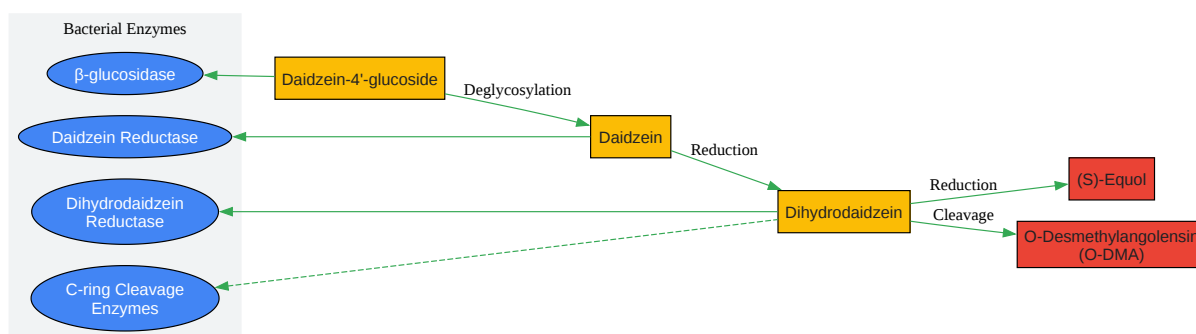 Bacterial Enzymes
β-glucosidase
Daidzein-4'-glucoside
Deglycosylation
Daidzein Reductase
Daidzein
Reduction
Dihydrodaidzein
Reductase
Dihydrodaidzein
Reduction
(S)-Equol
Cleavage
O-Desmethylangolensin
(O-DMA)
C-ring Cleavage
Enzymes